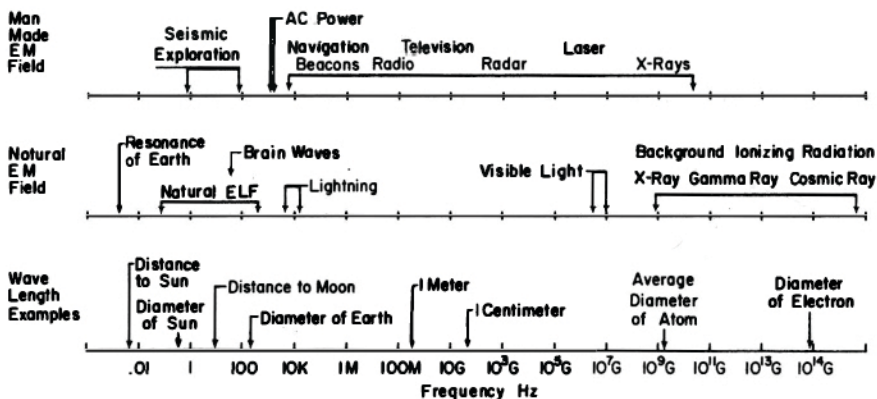 Man
Made
EM
Field
Seismic
Exploration
AC Power
Navigation Television Laser
Beacons Radio Radar X-Rays
Natural
EM
Field
Resonance
of Earth
Brain Waves
Natural ELF
Lightning
Visible Light
Background Ionizing Radiation
X-Ray Gamma Ray Cosmic Ray
Wave
Length
Examples
Distance
to Sun
Diameter
of Sun
Distance to Moon
Diameter of Earth
1 Meter
1 Centimeter
Average
Diameter
of Atom
Diameter
of Electron
.01 1 100 10K 1M 100M 10G 10³G 10⁵G 10⁷G 10⁹G 10¹¹G 10¹³G 10¹⁴G
Frequency Hz